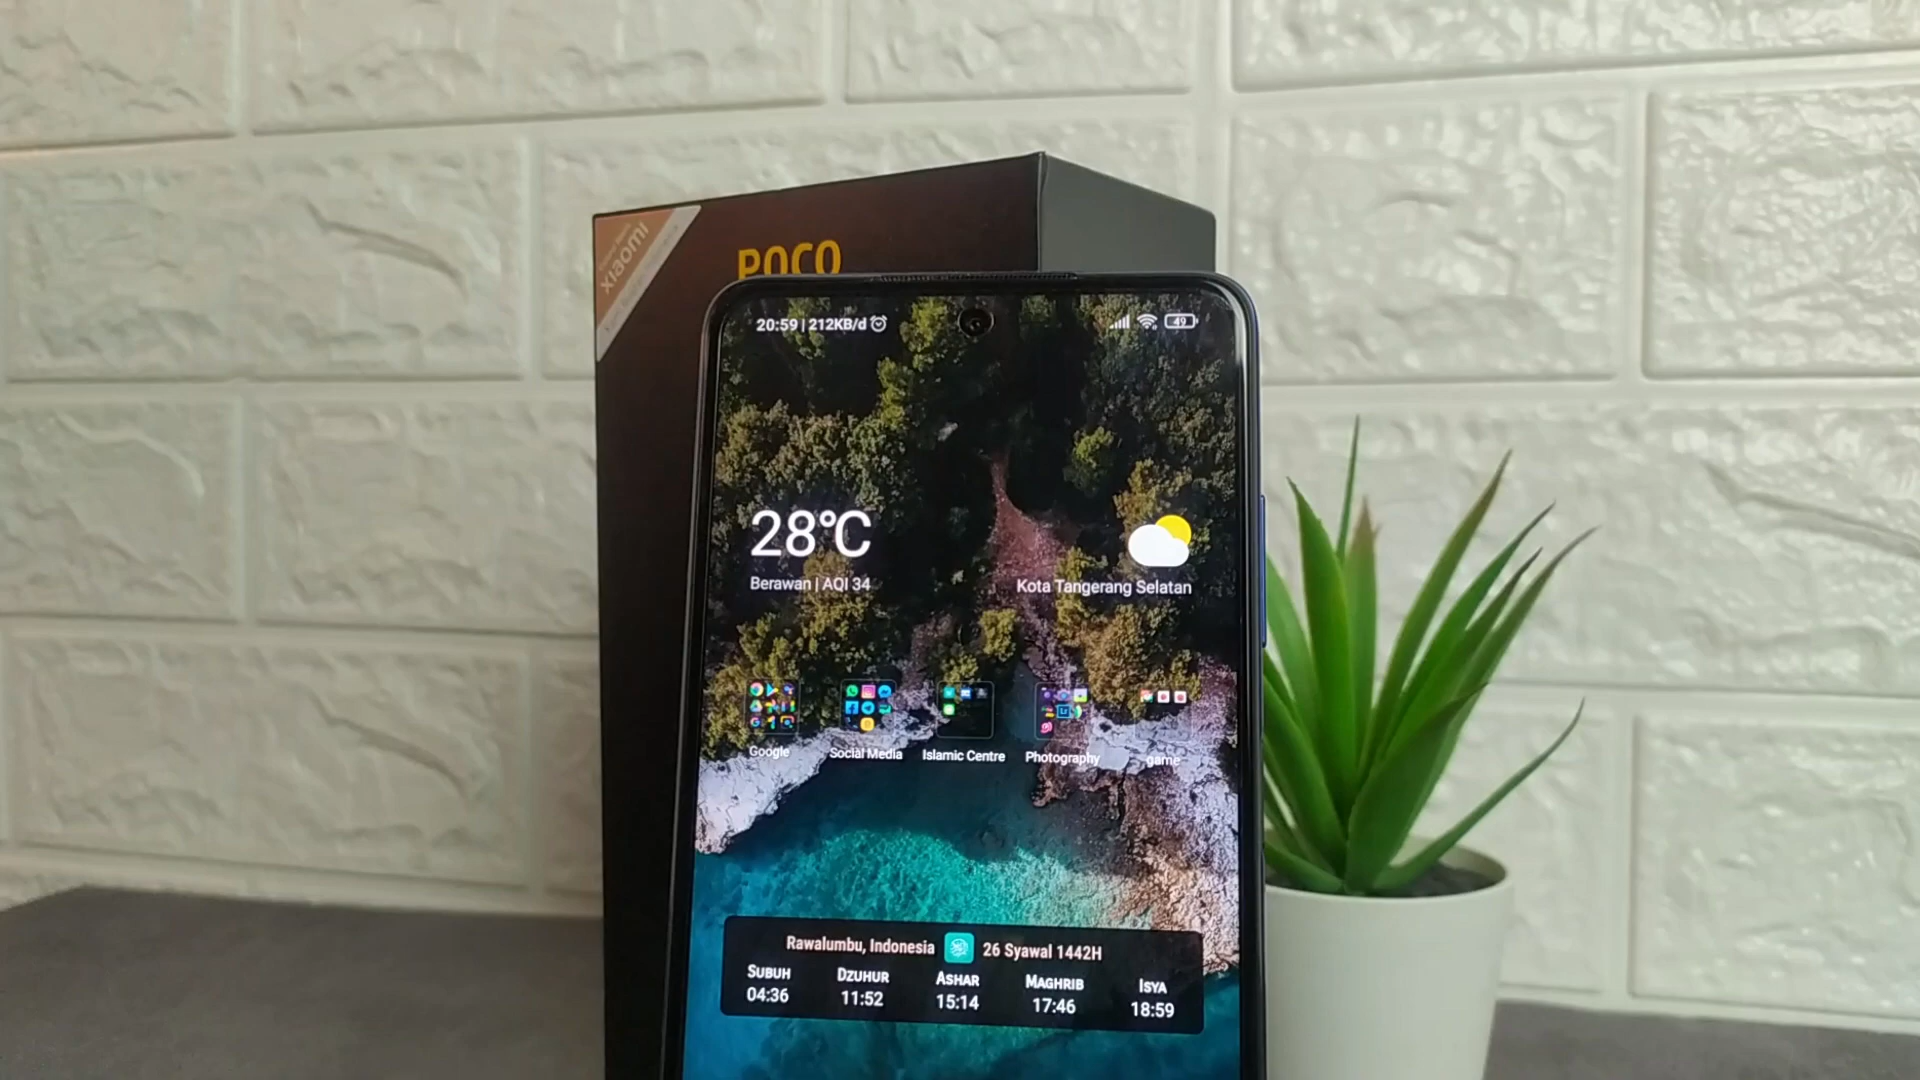 xiaomi
POCO
20:59 | 212KB/d
49
28°C
Berawan | AQI 34
Kota Tangerang Selatan
Google
Social Media
Islamic Centre
Photography
game
Rawalumbu, Indonesia 26 Syawal 1442H
SUBUH DZUHUR ASHAR MAGHRIB ISYA
04:36 11:52 15:14 17:46 18:59